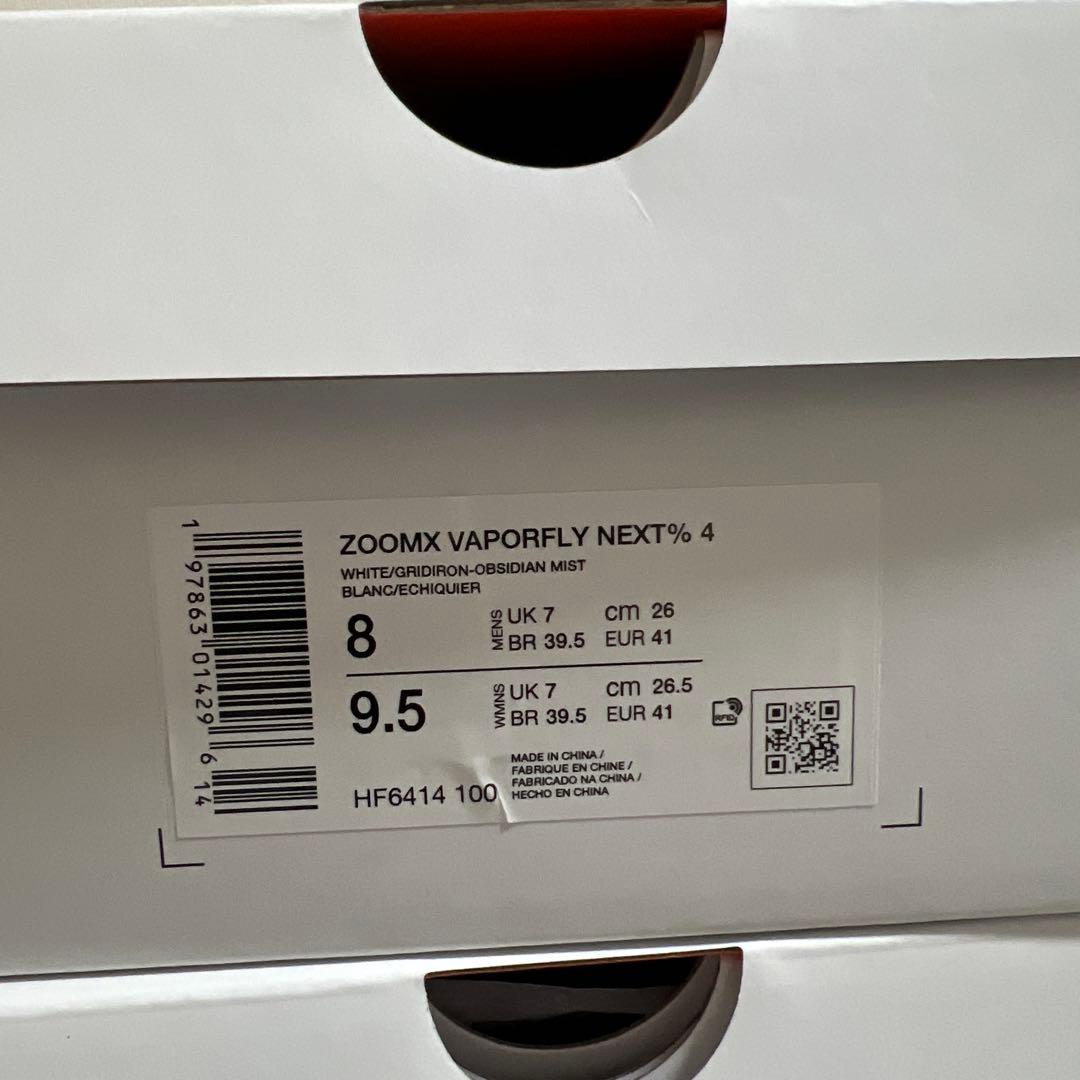 ZOOMX VAPORFLY NEXT% 4
WHITE/GRIDIRON-OBSIDIAN MIST
BLANC/ECHIQUIER
8 MENS UK 7 cm 26
BR 39.5 EUR 41
9.5 WMNS UK 7 cm 26.5
BR 39.5 EUR 41
RFID
MADE IN CHINA /
FABRIQUE EN CHINE /
FABRICADO NA CHINA /
HECHO EN CHINA
HF6414 100
1 97863 01429 6 14